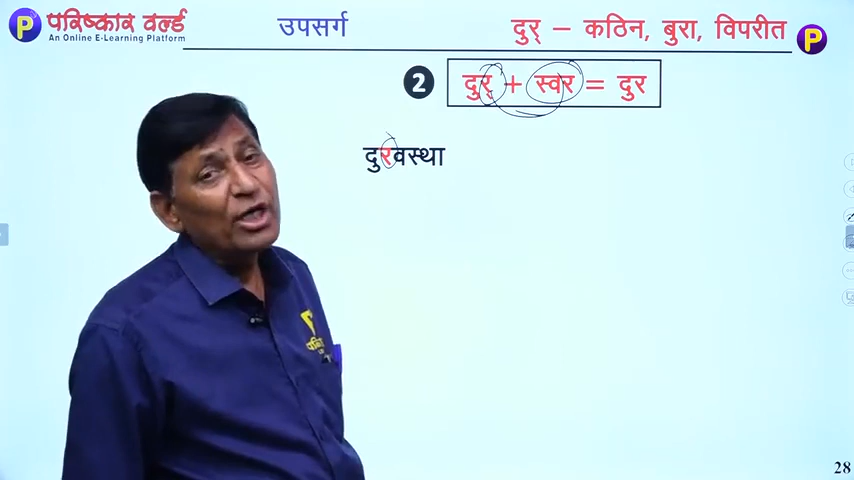 परिष्कार वर्ल्ड
An Online E-Learning Platform
उपसर्ग
दुर् – कठिन, बुरा, विपरीत
2 दुर् + स्वर = दुर
दुरवस्था
28